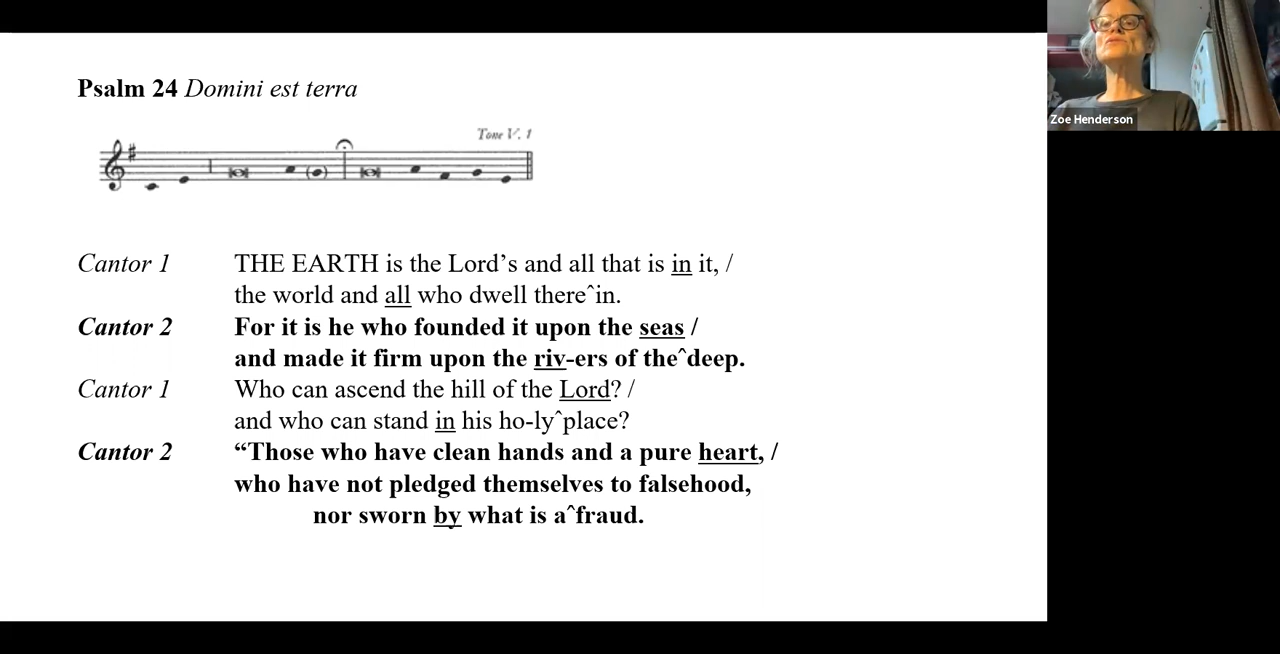 Psalm 24 Domini est terra
Tone V. 1
Cantor 1 THE EARTH is the Lord’s and all that is in it, /
the world and all who dwell there^in.
Cantor 2 For it is he who founded it upon the seas /
and made it firm upon the riv-ers of the^deep.
Cantor 1 Who can ascend the hill of the Lord? /
and who can stand in his ho-ly^place?
Cantor 2 “Those who have clean hands and a pure heart, /
who have not pledged themselves to falsehood,
nor sworn by what is a^fraud.
Zoe Henderson